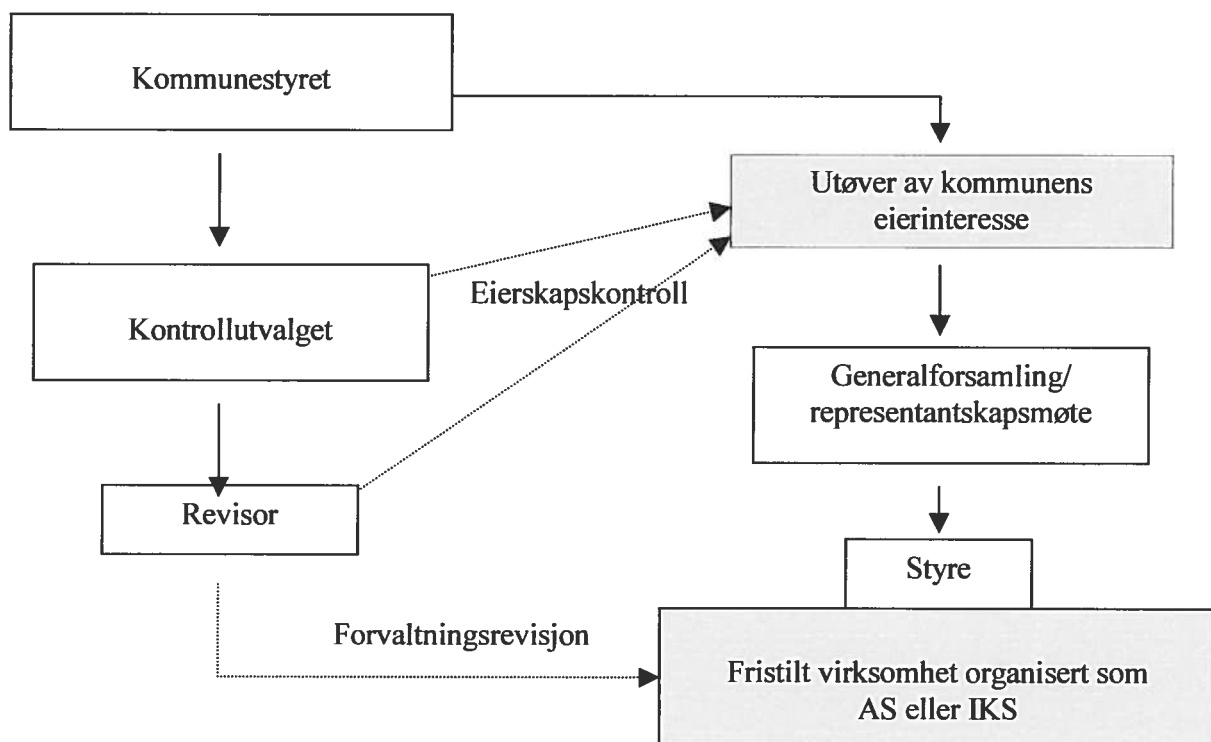 Kommunestyret
Utøver av kommunens
eierinteresse
Eierskapskontroll
Kontrollutvalget
Generalforsamling/
representantskapsmøte
Revisor
Styre
Forvaltningsrevisjon
Fristilt virksomhet organisert som
AS eller IKS